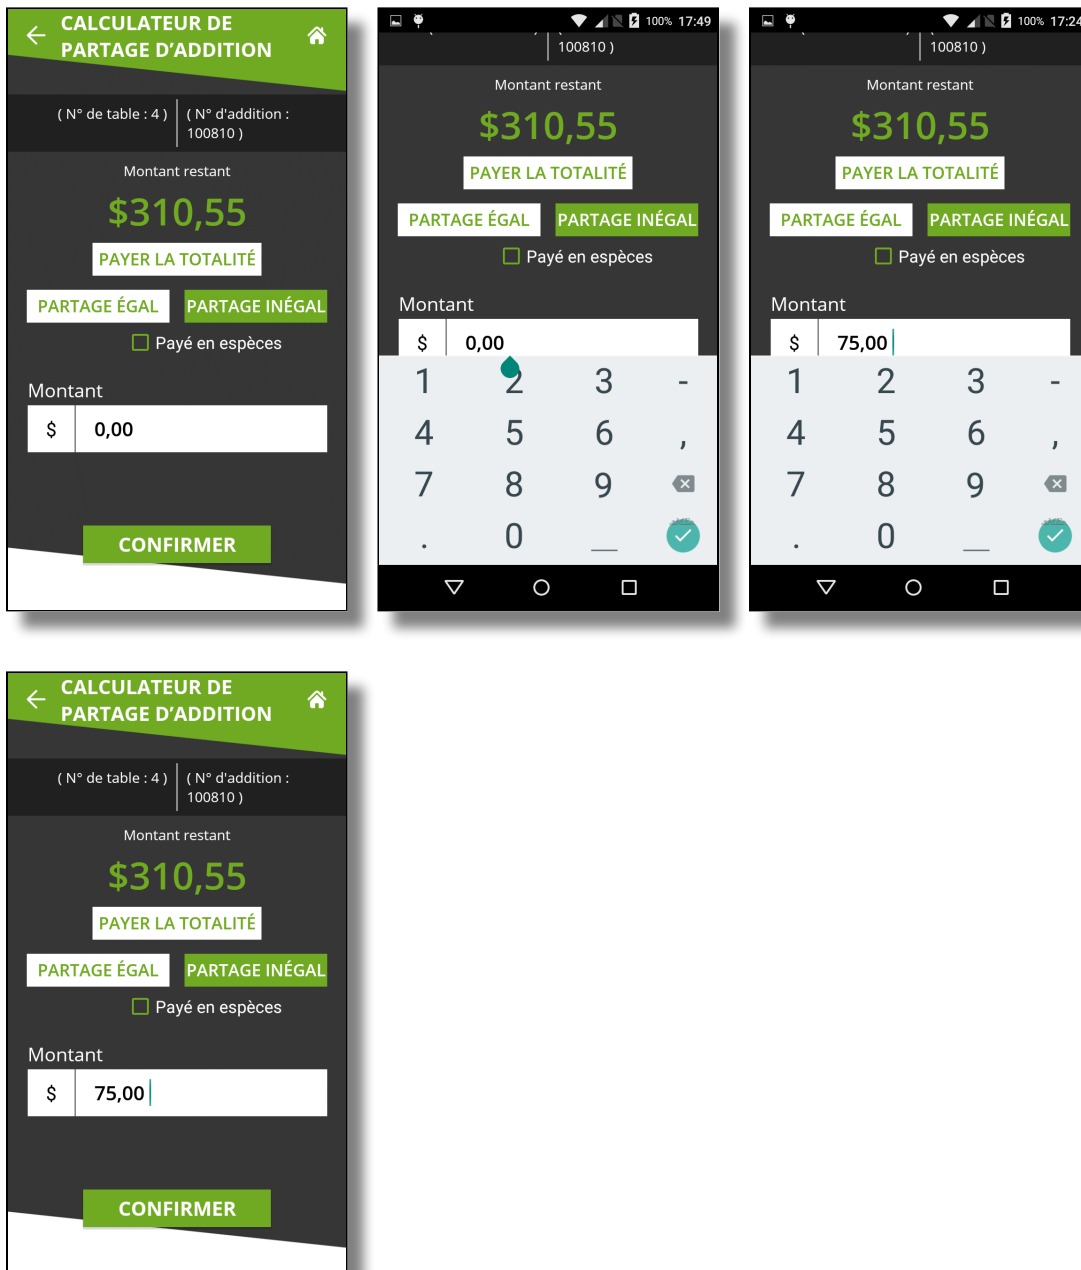 CALCULATEUR DE
PARTAGE D'ADDITION
( N° de table : 4 )
( N° d'addition :
100810 )
Montant restant
$310,55
PAYER LA TOTALITÉ
PARTAGE ÉGAL
PARTAGE INÉGAL
Payé en espèces
Montant
$ 0,00
CONFIRMER
100% 17:49
100810 )
Montant restant
$310,55
PAYER LA TOTALITÉ
PARTAGE ÉGAL
PARTAGE INÉGAL
Payé en espèces
Montant
$ 0,00
1 2 3 -
4 5 6 ,
7 8 9
. 0 _
100% 17:24
100810 )
Montant restant
$310,55
PAYER LA TOTALITÉ
PARTAGE ÉGAL
PARTAGE INÉGAL
Payé en espèces
Montant
$ 75,00
1 2 3 -
4 5 6 ,
7 8 9
. 0 _
CALCULATEUR DE
PARTAGE D’ADDITION
( N° de table : 4 )
( N° d'addition :
100810 )
Montant restant
$310,55
PAYER LA TOTALITÉ
PARTAGE ÉGAL
PARTAGE INÉGAL
Payé en espèces
Montant
$ 75,00
CONFIRMER